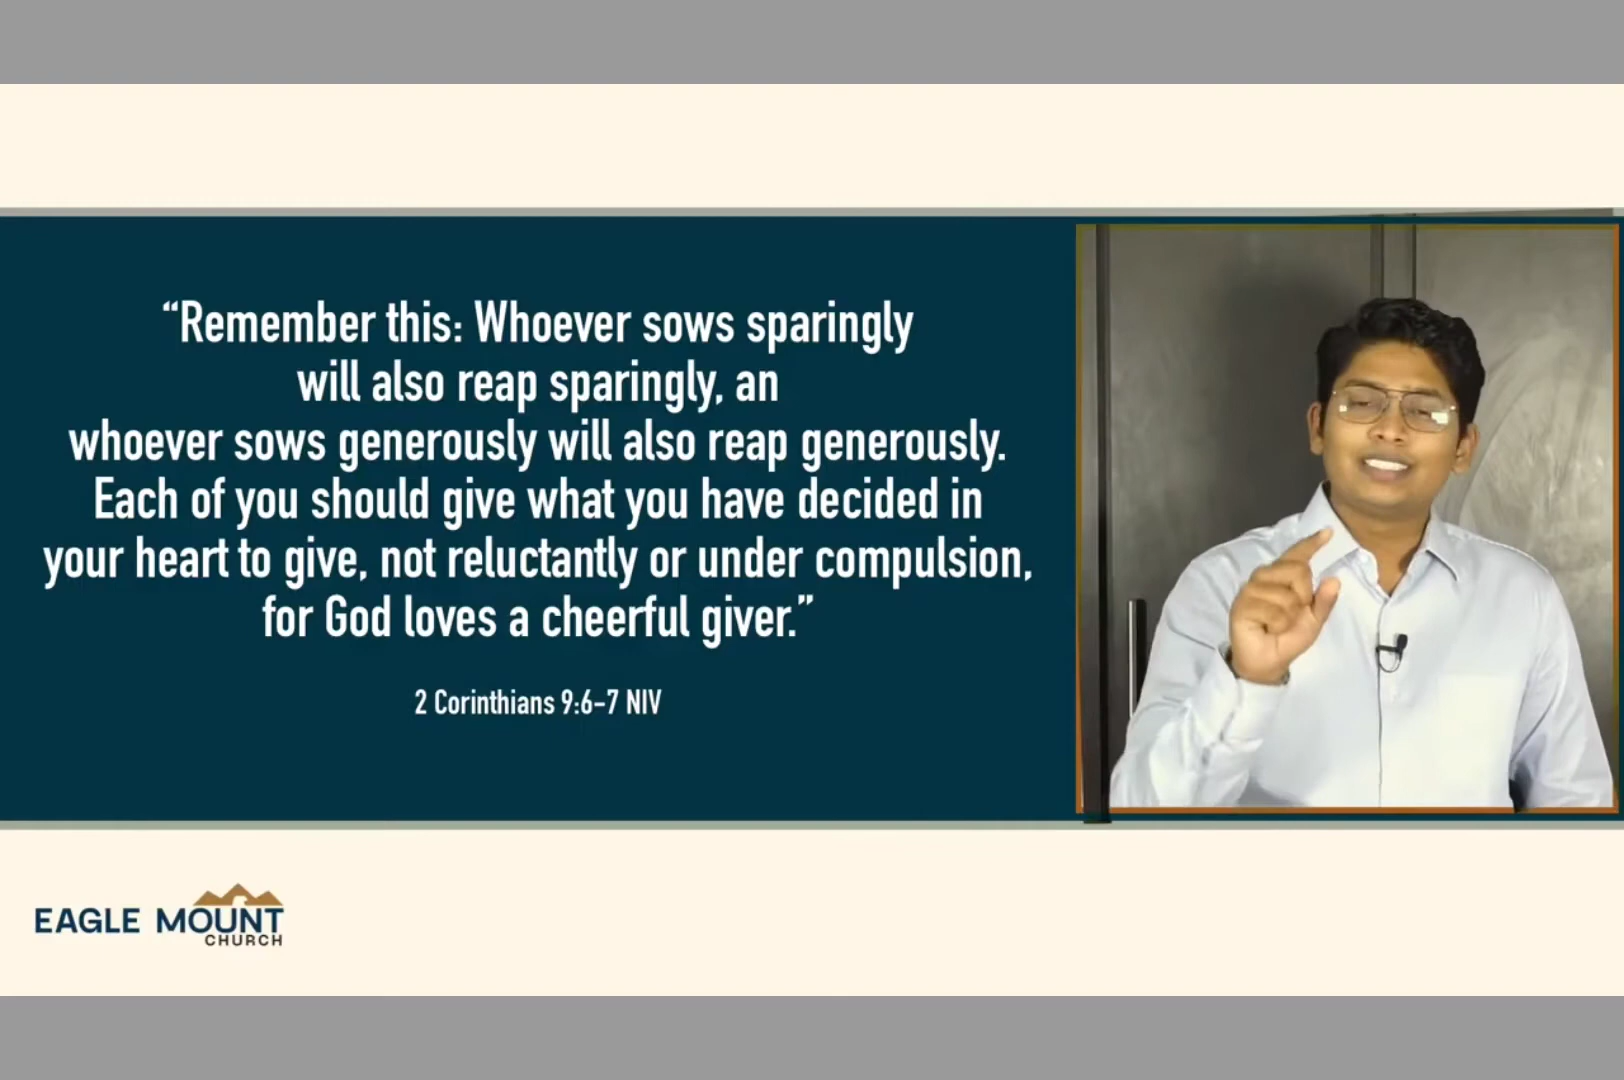 “Remember this: Whoever sows sparingly
will also reap sparingly, an
whoever sows generously will also reap generously.
Each of you should give what you have decided in
your heart to give, not reluctantly or under compulsion,
for God loves a cheerful giver.”
2 Corinthians 9:6–7 NIV
EAGLE MOUNT
CHURCH